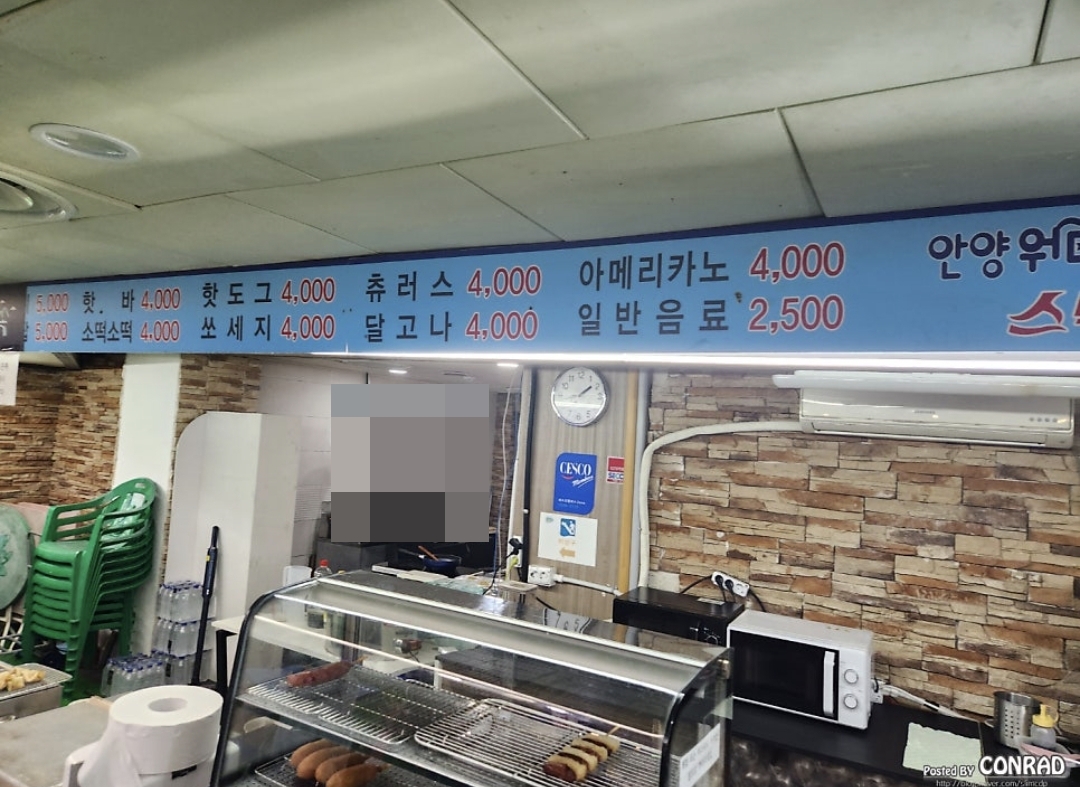 5,000 핫. 바 4,000 핫도그 4,000 츄러스 4,000 아메리카노 4,000
5,000 소떡소떡 4,000 쏘세지 4,000 달고나 4,000 일반음료 2,500
안양워터
CESCO
Members
Posted BY CONRAD